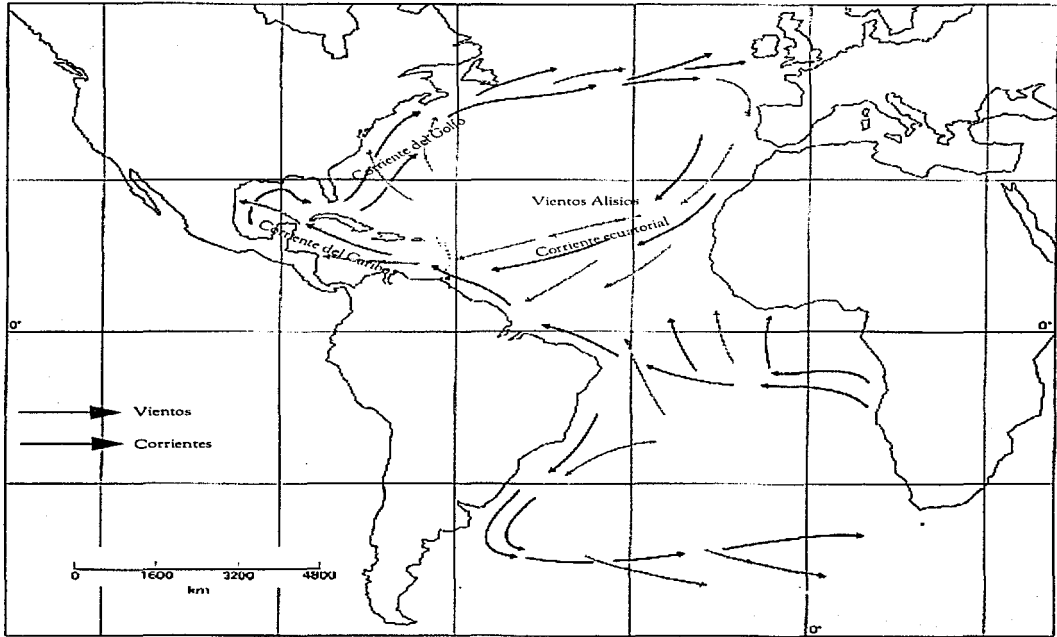 Corriente del Golfo
Vientos Alisios
Corriente ecuatorial
Corriente del Caribe
0°
0°
Vientos
Corrientes
0 1600 3200 4800
km
0°